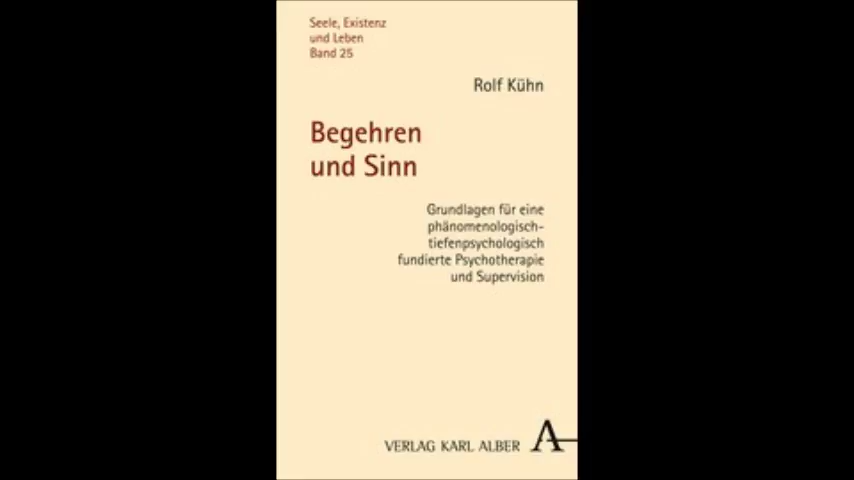 Seele, Existenz
und Leben
Band 25
Rolf Kühn
Begehren
und Sinn
Grundlagen für eine
phänomenologisch-
tiefenpsychologisch
fundierte Psychotherapie
und Supervision
VERLAG KARL ALBER A